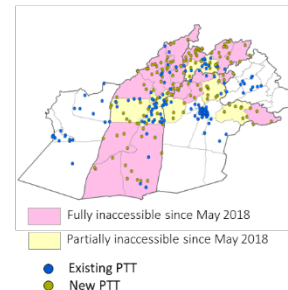 Fully inaccessible since May 2018
Partially inaccessible since May 2018
Existing PTT
New PTT